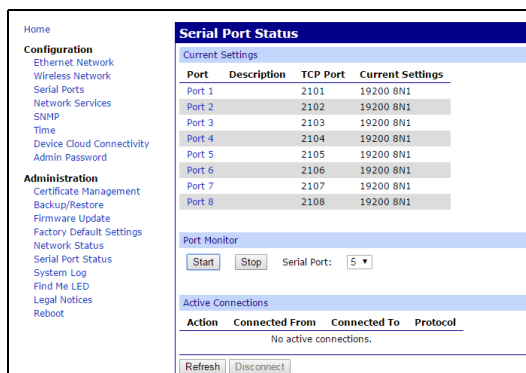 Home
Configuration
Ethernet Network
Wireless Network
Serial Ports
Network Services
SNMP
Time
Device Cloud Connectivity
Admin Password
Administration
Certificate Management
Backup/Restore
Firmware Update
Factory Default Settings
Network Status
Serial Port Status
System Log
Find Me LED
Legal Notices
Reboot
Serial Port Status
Current Settings
Port Description TCP Port Current Settings
Port 1 2101 19200 8N1
Port 2 2102 19200 8N1
Port 3 2103 19200 8N1
Port 4 2104 19200 8N1
Port 5 2105 19200 8N1
Port 6 2106 19200 8N1
Port 7 2107 19200 8N1
Port 8 2108 19200 8N1
Port Monitor
Start Stop Serial Port: 5
Active Connections
Action Connected From Connected To Protocol
No active connections.
Refresh Disconnect